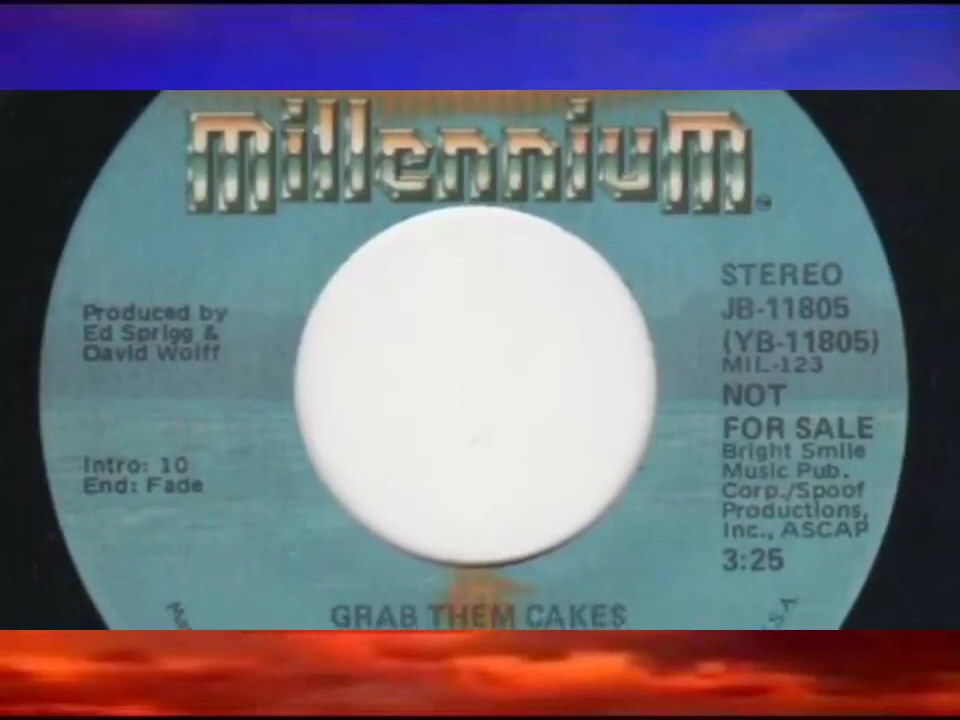 millennium
Produced by
Ed Sprigg &
David Wolff
Intro: 10
End: Fade
STEREO
JB-11805
(YB-11805)
MIL-123
NOT
FOR SALE
Bright Smile
Music Pub.
Corp./Spoof
Productions,
Inc., ASCAP
3:25
GRAB THEM CAKES